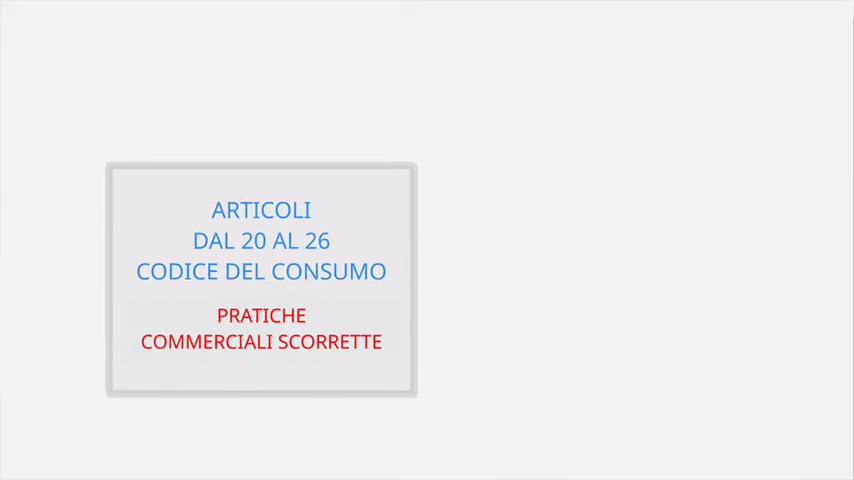 ARTICOLI
DAL 20 AL 26
CODICE DEL CONSUMO
PRATICHE
COMMERCIALI SCORRETTE